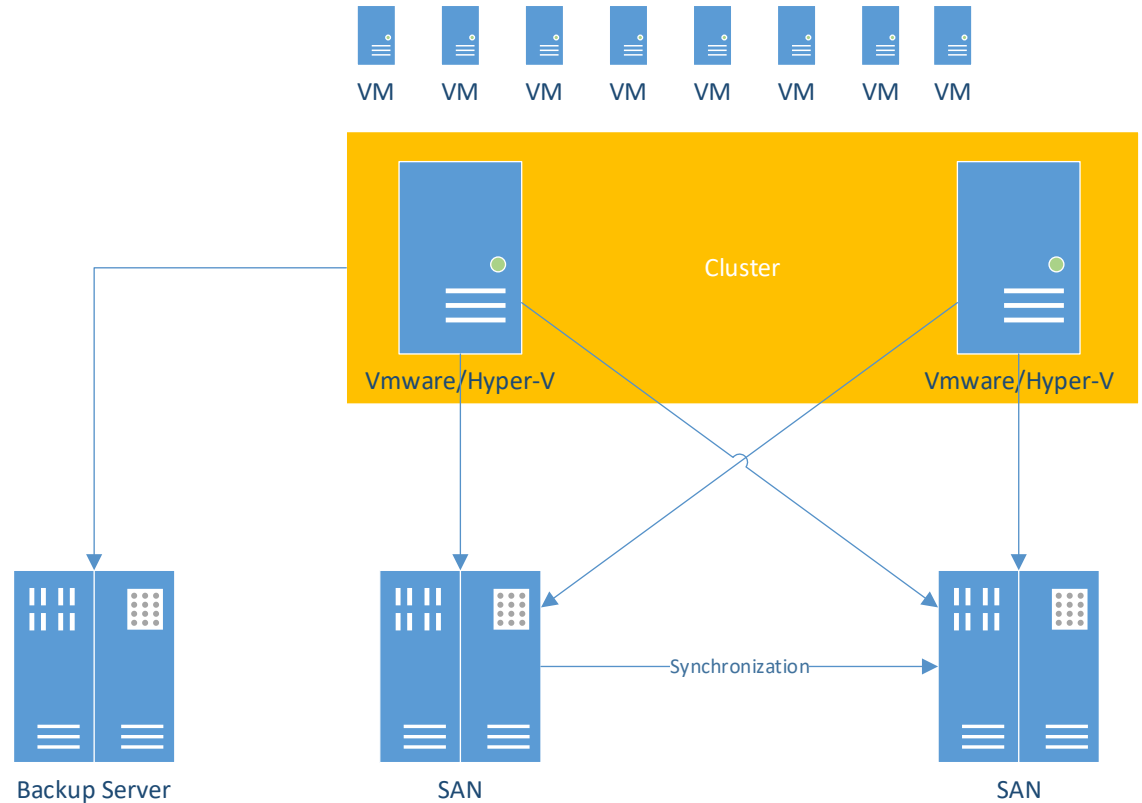 VM VM VM VM VM VM VM VM
Cluster
Vmware/Hyper-V Vmware/Hyper-V
Synchronization
Backup Server SAN SAN